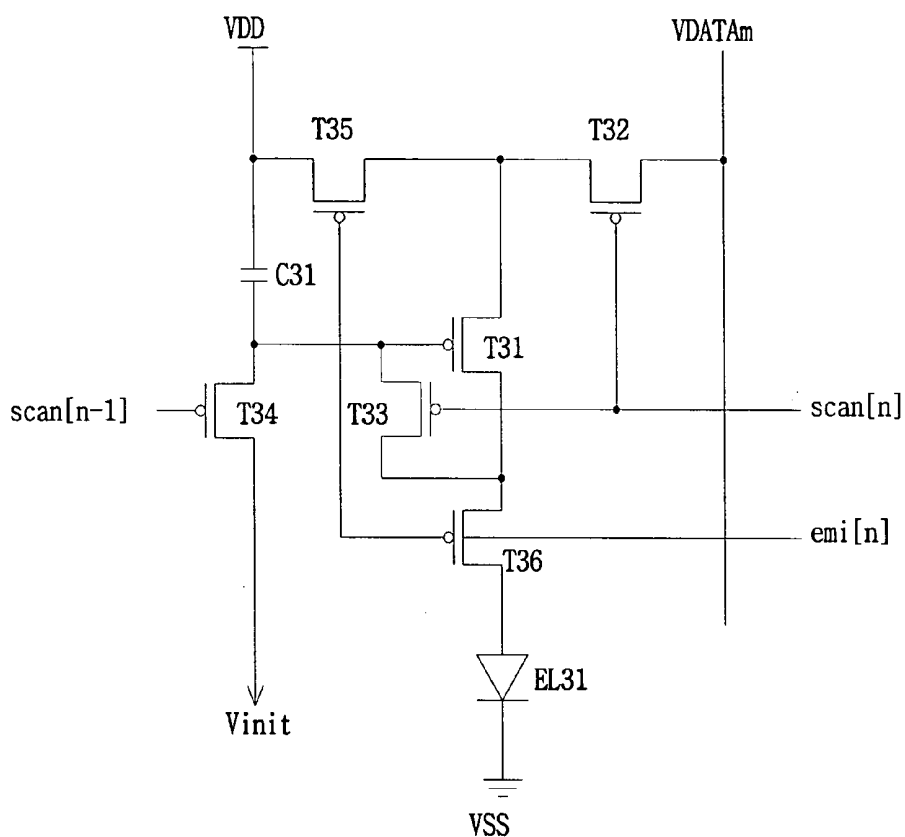 VDD
VDATAm
T35
T32
C31
T31
scan[n-1]
T34
T33
scan[n]
emi[n]
T36
EL31
Vinit
VSS